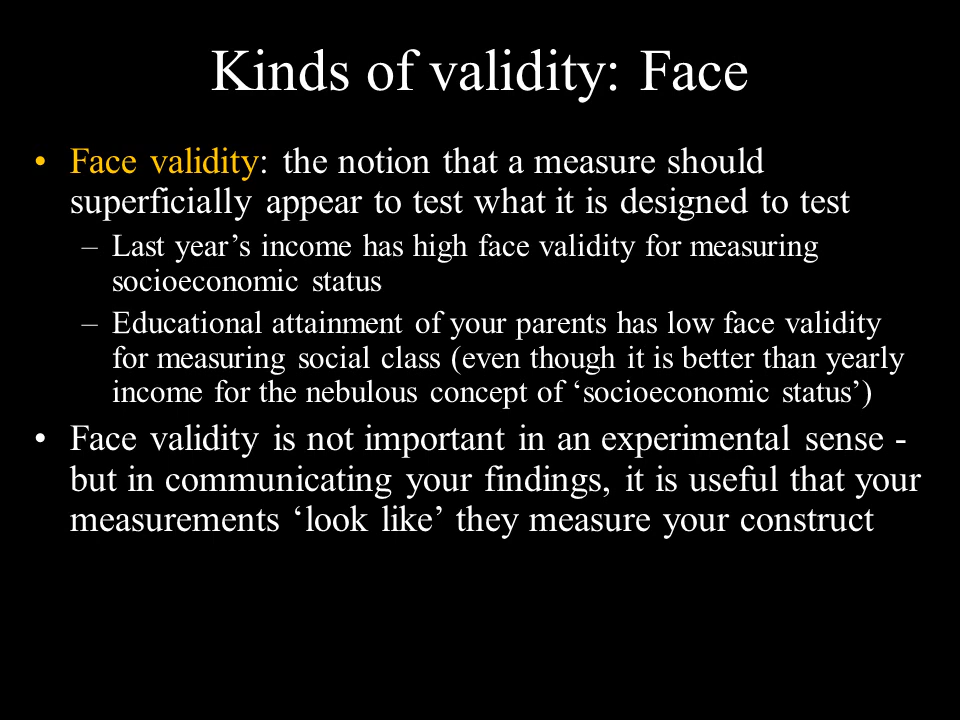 Kinds of validity: Face
• Face validity: the notion that a measure should
superficially appear to test what it is designed to test
– Last year’s income has high face validity for measuring
socioeconomic status
– Educational attainment of your parents has low face validity
for measuring social class (even though it is better than yearly
income for the nebulous concept of ‘socioeconomic status’)
• Face validity is not important in an experimental sense -
but in communicating your findings, it is useful that your
measurements ‘look like’ they measure your construct